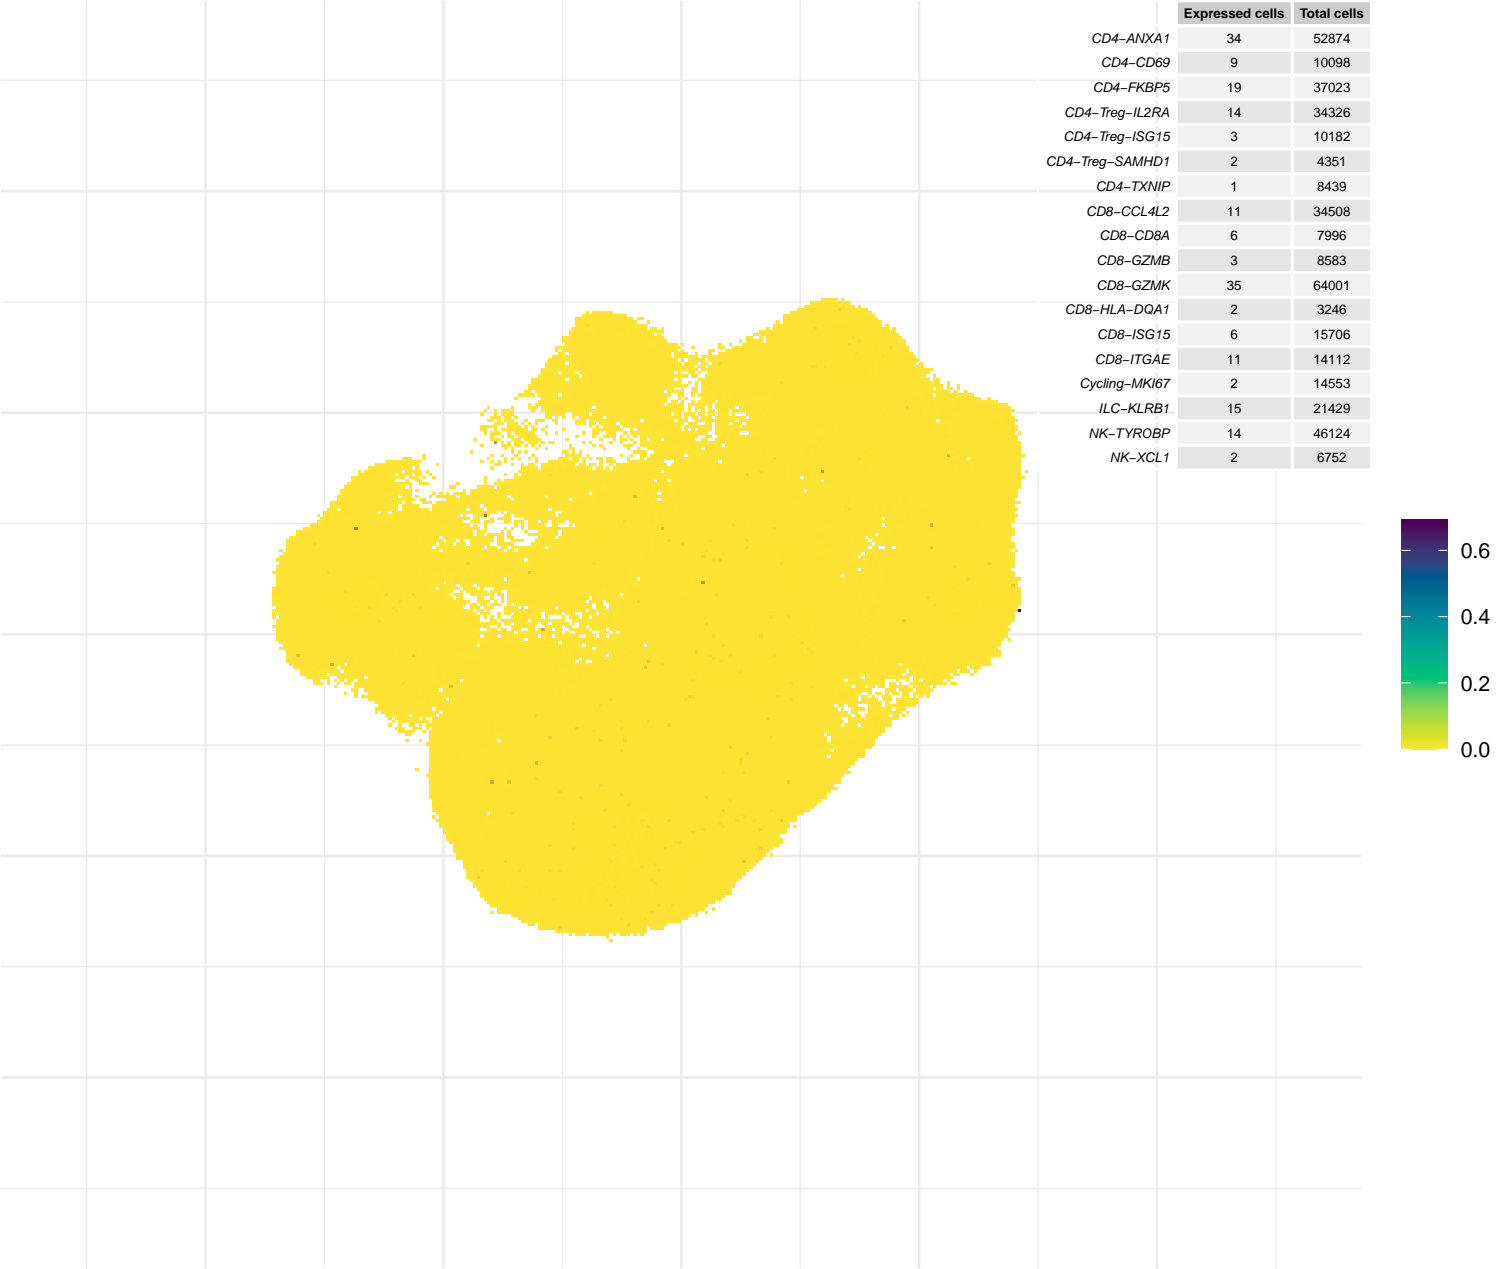 Expressed cells Total cells
CD4−ANXA1 34 52874
CD4−CD69 9 10098
CD4−FKBP5 19 37023
CD4−Treg−IL2RA 14 34326
CD4−Treg−ISG15 3 10182
CD4−Treg−SAMHD1 2 4351
CD4−TXNIP 1 8439
CD8−CCL4L2 11 34508
CD8−CD8A 6 7996
CD8−GZMB 3 8583
CD8−GZMK 35 64001
CD8−HLA−DQA1 2 3246
CD8−ISG15 6 15706
CD8−ITGAE 11 14112
Cycling−MKI67 2 14553
ILC−KLRB1 15 21429
NK−TYROBP 14 46124
NK−XCL1 2 6752
0.6
0.4
0.2
0.0